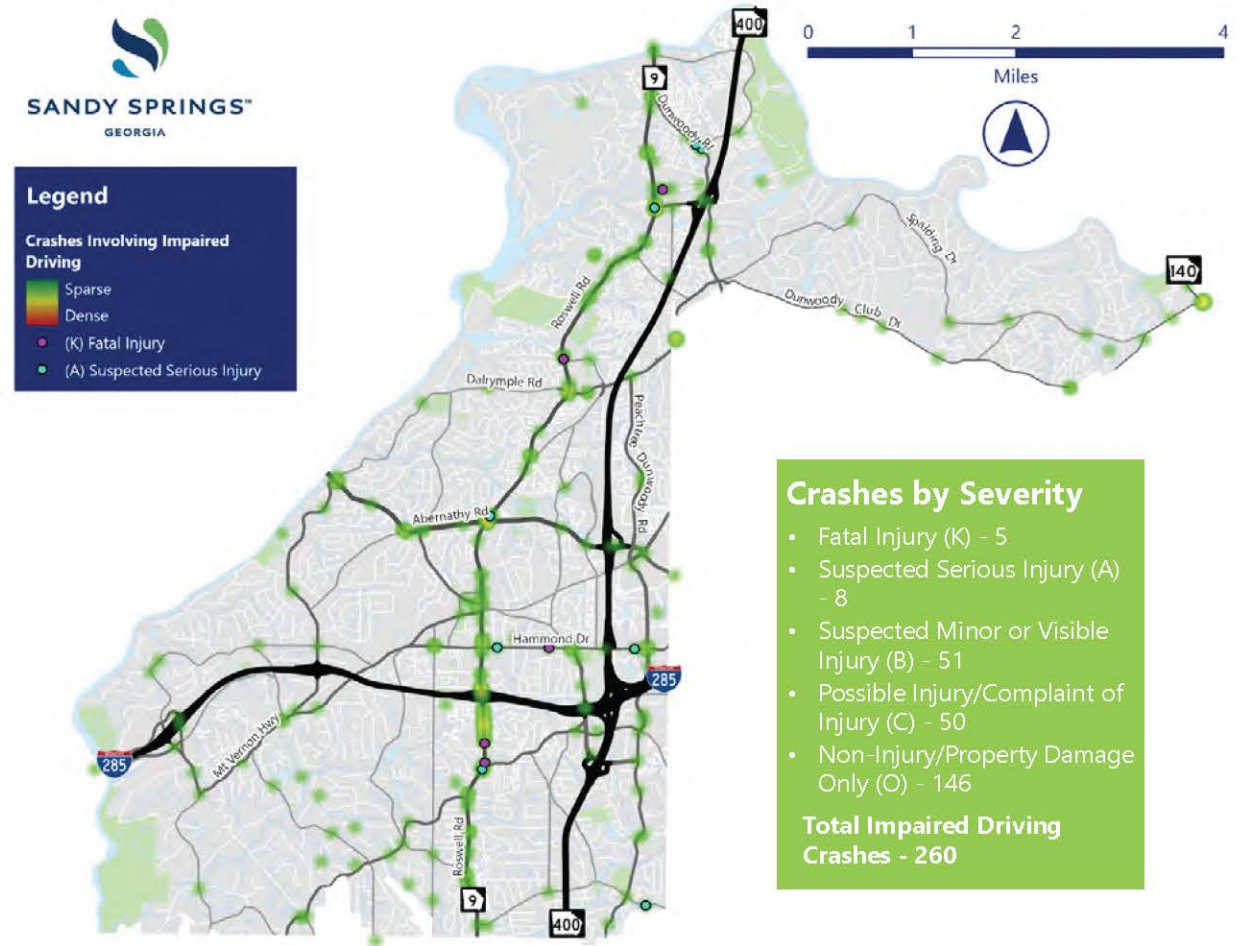 SANDY SPRINGS™
GEORGIA
Legend
Crashes Involving Impaired
Driving
Sparse
Dense
(K) Fatal Injury
(A) Suspected Serious Injury
0 1 2 4
Miles
400
9
Dunwoody Pl
Spalding Dr
140
Roswell Rd
Dunwoody Club Dr
Dalrymple Rd
Peachtree Dunwoody Rd
Abernathy Rd
Hammond Dr
285
Mt Vernon Hwy
285
Roswell Rd
9
400
Crashes by Severity
• Fatal Injury (K) - 5
• Suspected Serious Injury (A)
- 8
• Suspected Minor or Visible
Injury (B) - 51
• Possible Injury/Complaint of
Injury (C) - 50
• Non-Injury/Property Damage
Only (O) - 146
Total Impaired Driving
Crashes - 260